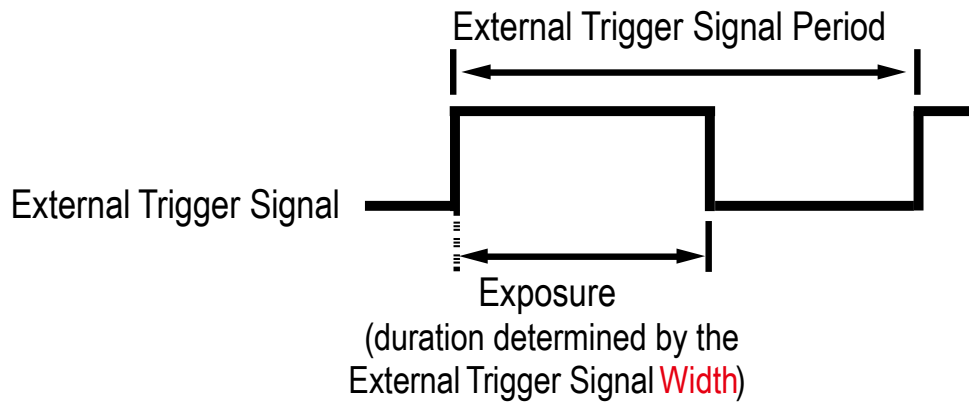 External Trigger Signal Period
External Trigger Signal
Exposure
(duration determined by the
External Trigger Signal Width)